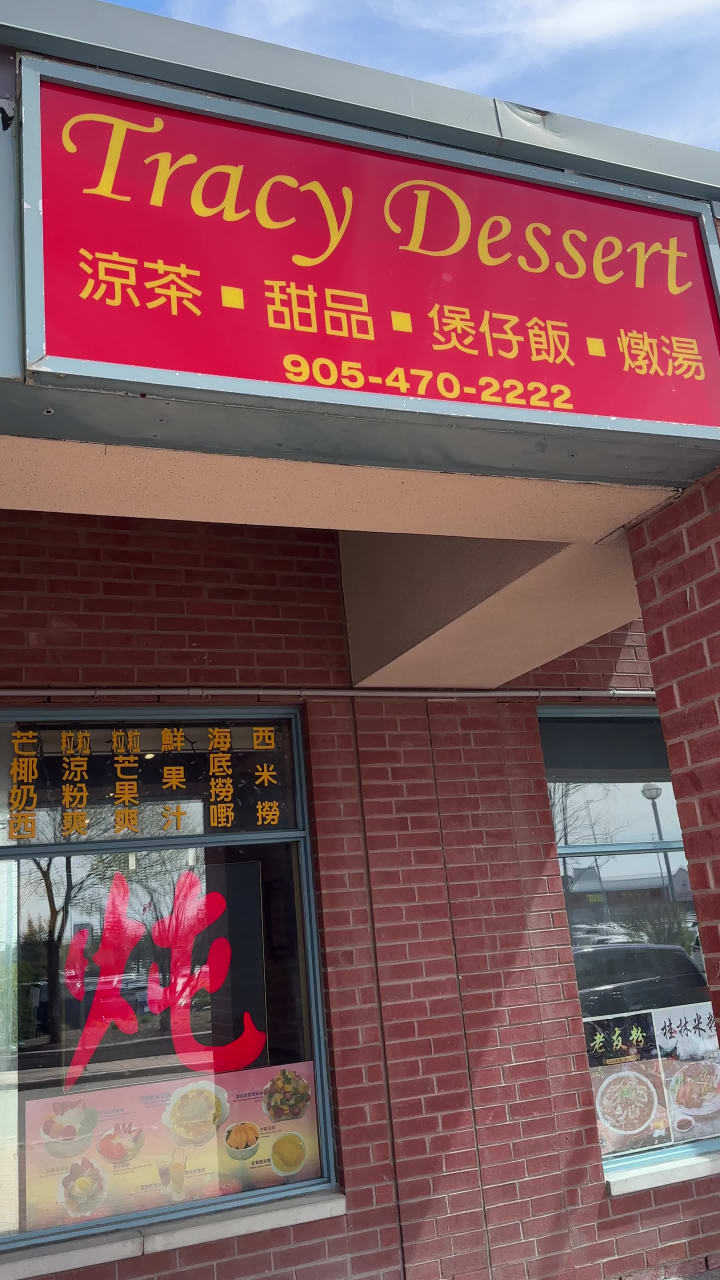 Tracy Dessert
涼茶 ▪ 甜品 ▪ 煲仔飯 ▪ 燉湯
905-470-2222
西米撈
海底撈嘢
鮮果汁
粒粒芒果爽
粒粒涼粉爽
芒椰奶西
炖
老友粉
桂林米粉